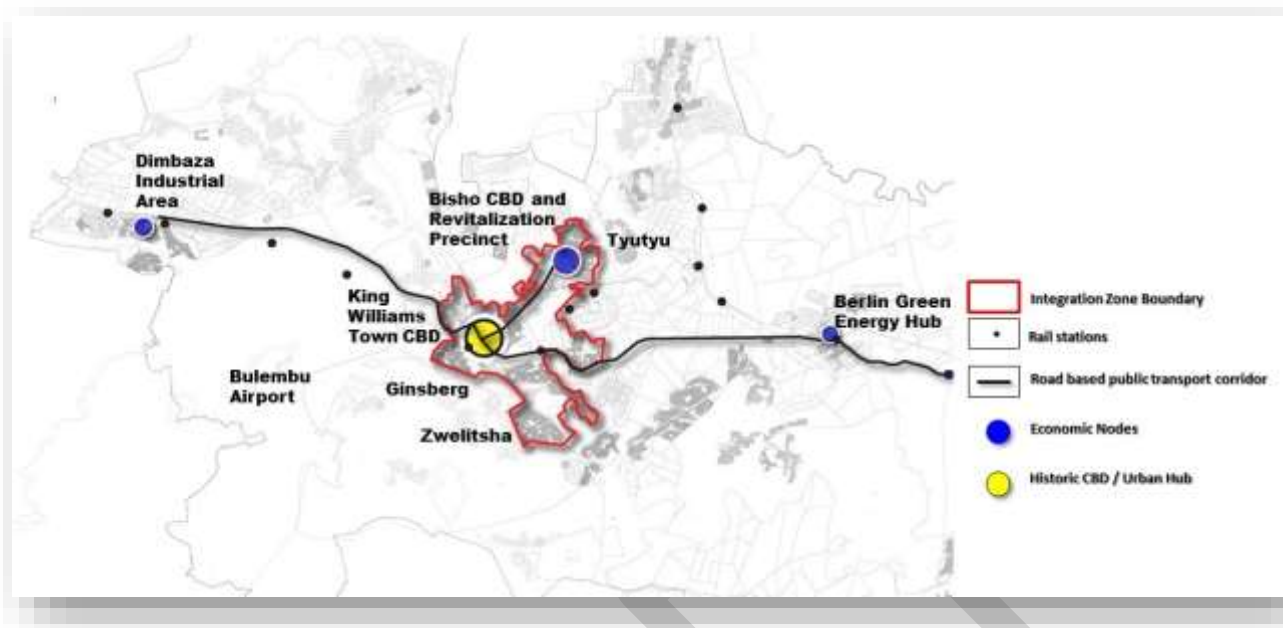 Dimbaza
Industrial
Area
Bisho CBD and
Revitalization
Precinct
Tyutyu
King
Williams
Town CBD
Berlin Green
Energy Hub
Bulembu
Airport
Ginsberg
Zwelitsha
Integration Zone Boundary
Rail stations
Road based public transport corridor
Economic Nodes
Historic CBD / Urban Hub